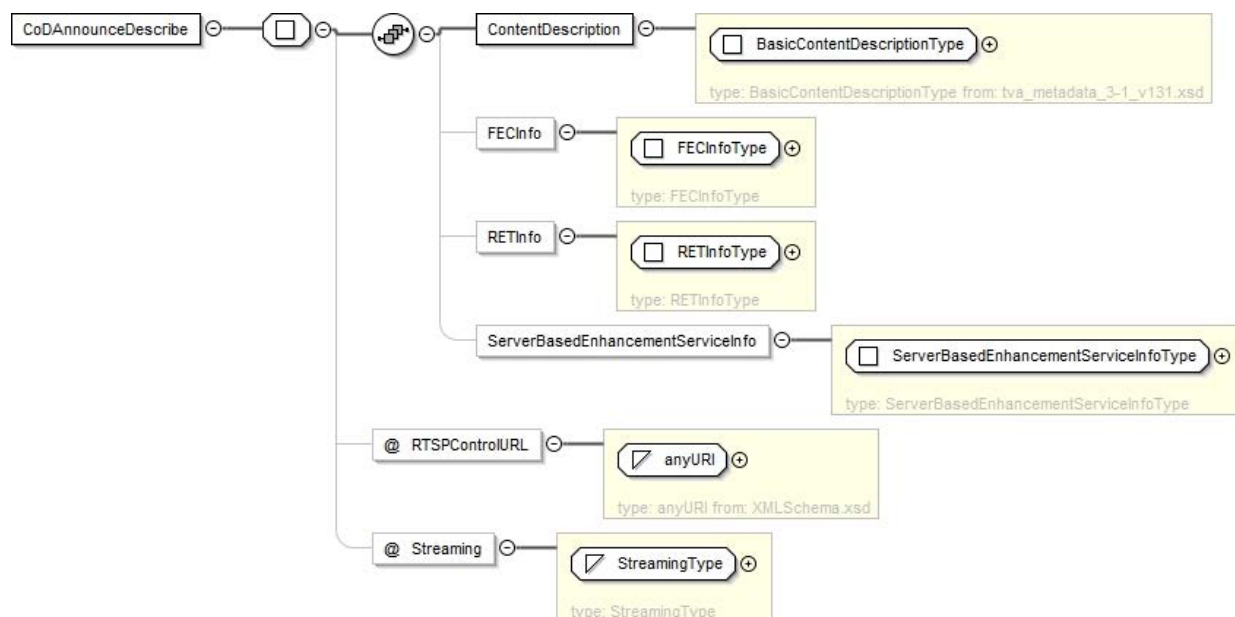 CoDAnnounceDescribe
ContentDescription
BasicContentDescriptionType
type: BasicContentDescriptionType from: tva_metadata_3-1_v131.xsd
FECInfo
FECInfoType
type: FECInfoType
RETInfo
RETInfoType
type: RETInfoType
ServerBasedEnhancementServiceInfo
ServerBasedEnhancementServiceInfoType
type: ServerBasedEnhancementServiceInfoType
@ RTSPControlURL
anyURI
type: anyURI from: XMLSchema.xsd
@ Streaming
StreamingType
type: StreamingType